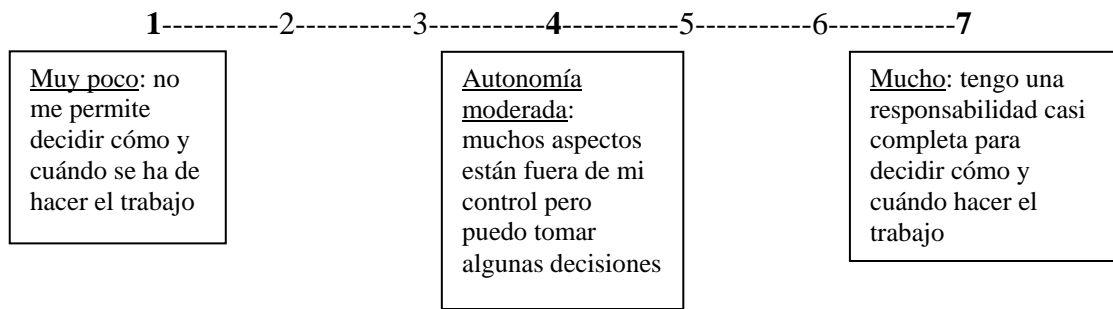 1-----------2-----------3-----------4-----------5-----------6-----------7
Muy poco: no
me permite
decidir cómo y
cuándo se ha de
hacer el trabajo
Autonomía
moderada:
muchos aspectos
están fuera de mi
control pero
puedo tomar
algunas decisiones
Mucho: tengo una
responsabilidad casi
completa para
decidir cómo y
cuándo hacer el
trabajo